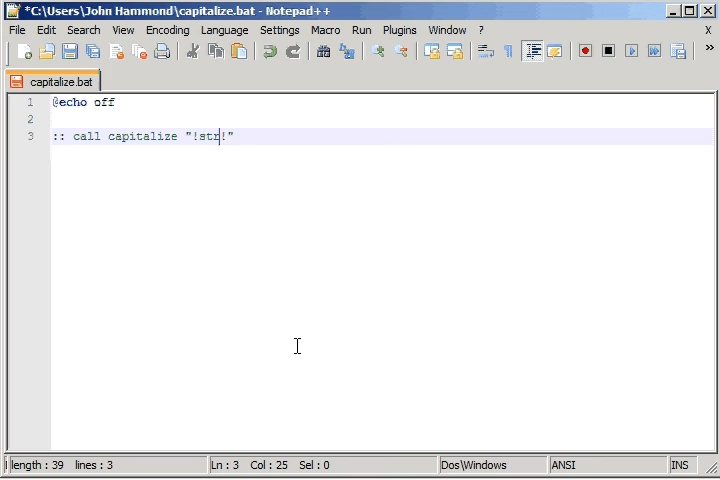 *C:\Users\John Hammond\capitalize.bat - Notepad++
File Edit Search View Encoding Language Settings Macro Run Plugins Window ? X
capitalize.bat
1 @echo off
2
3 :: call capitalize "!str!"
length : 39 lines : 3 Ln : 3 Col : 25 Sel : 0 Dos\Windows ANSI INS